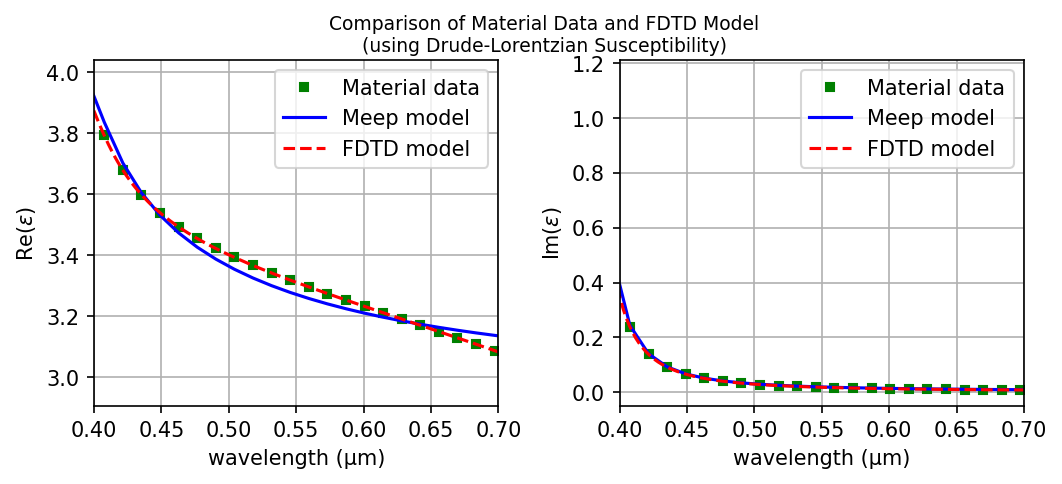 Comparison of Material Data and FDTD Model
(using Drude-Lorentzian Susceptibility)
4.0
3.8
3.6
3.4
3.2
3.0
Re(ε)
Material data
Meep model
FDTD model
0.40 0.45 0.50 0.55 0.60 0.65 0.70
wavelength (μm)
1.2
1.0
0.8
0.6
0.4
0.2
0.0
Im(ε)
Material data
Meep model
FDTD model
0.40 0.45 0.50 0.55 0.60 0.65 0.70
wavelength (μm)